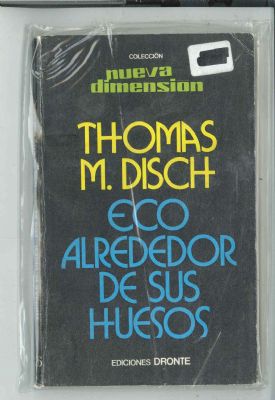 COLECCIÓN
nueva
dimension
THOMAS
M. DISCH
ECO
ALREDEDOR
DE SUS
HUESOS
EDICIONES DRONTE